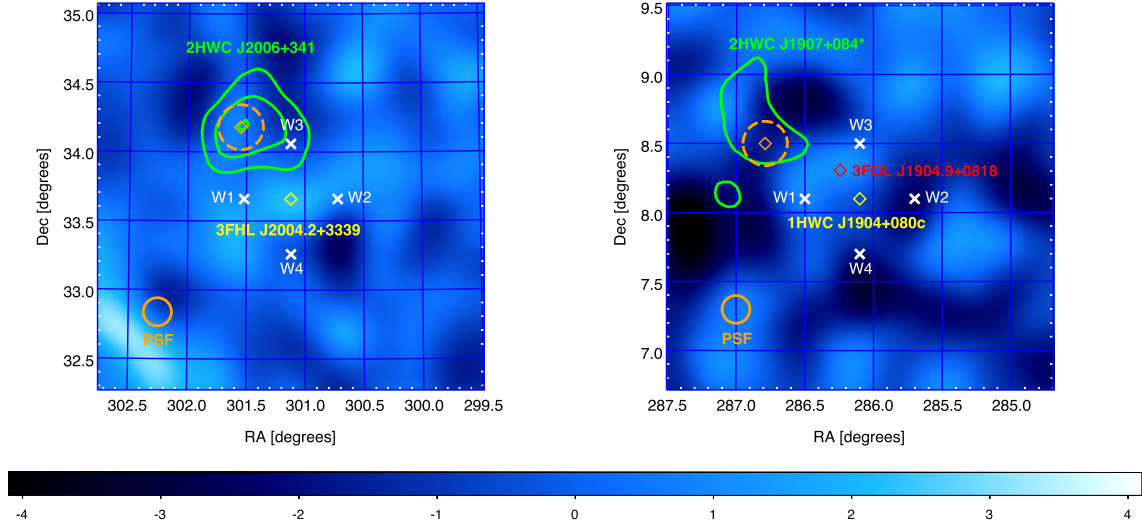 35.0
34.5
34.0
33.5
33.0
32.5
Dec [degrees]
2HWC J2006+341
W3
W1
W2
3FHL J2004.2+3339
W4
PSF
302.5
302.0
301.5
301.0
300.5
300.0
299.5
RA [degrees]
9.5
9.0
8.5
8.0
7.5
7.0
Dec [degrees]
2HWC J1907+084*
W3
3FGL J1904.9+0818
W1
W2
1HWC J1904+080c
W4
PSF
287.5
287.0
286.5
286.0
285.5
285.0
RA [degrees]
-4
-3
-2
-1
0
1
2
3
4